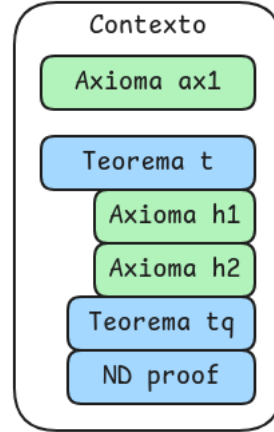 Contexto
Axioma ax1
Teorema t
Axioma h1
Axioma h2
Teorema tq
ND proof